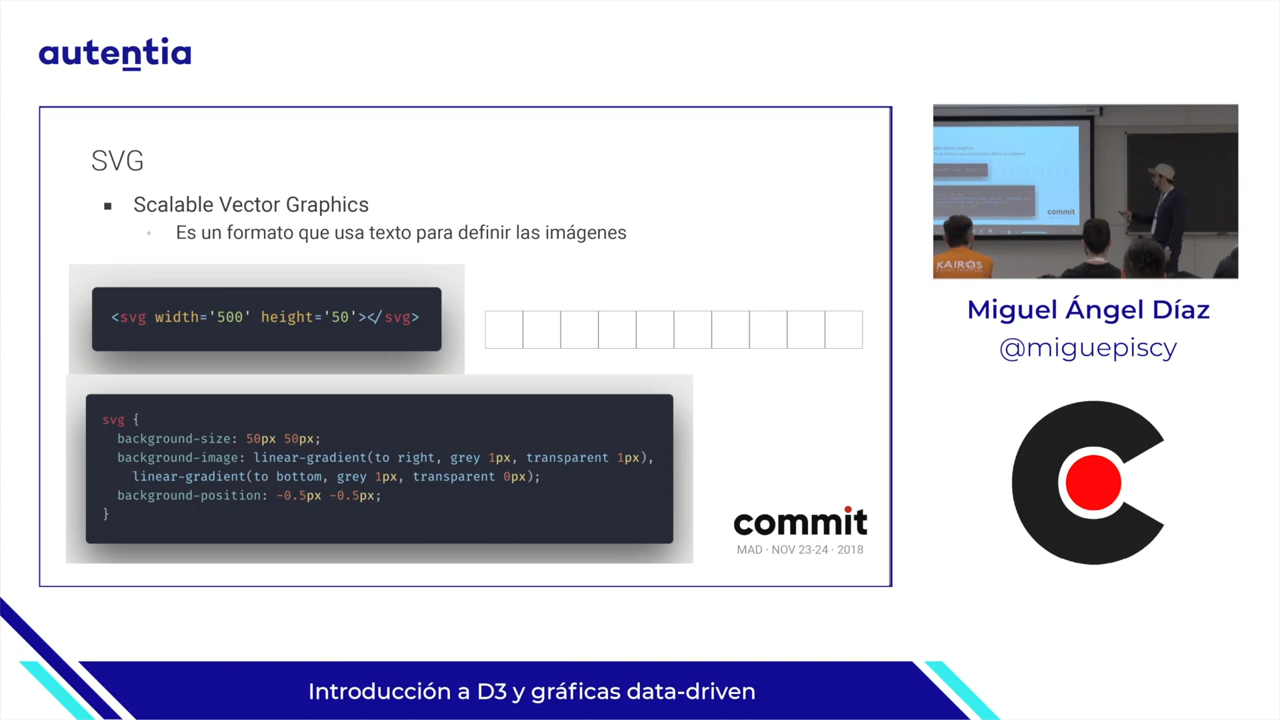 autentia
SVG
▪ Scalable Vector Graphics
◦ Es un formato que usa texto para definir las imágenes
<svg width='500' height='50'></svg>
svg {
background-size: 50px 50px;
background-image: linear-gradient(to right, grey 1px, transparent 1px),
linear-gradient(to bottom, grey 1px, transparent 0px);
background-position: -0.5px -0.5px;
}
commit
MAD · NOV 23-24 · 2018
commit
KAIRÓS
Miguel Ángel Díaz
@miguepiscy
Introducción a D3 y gráficas data-driven